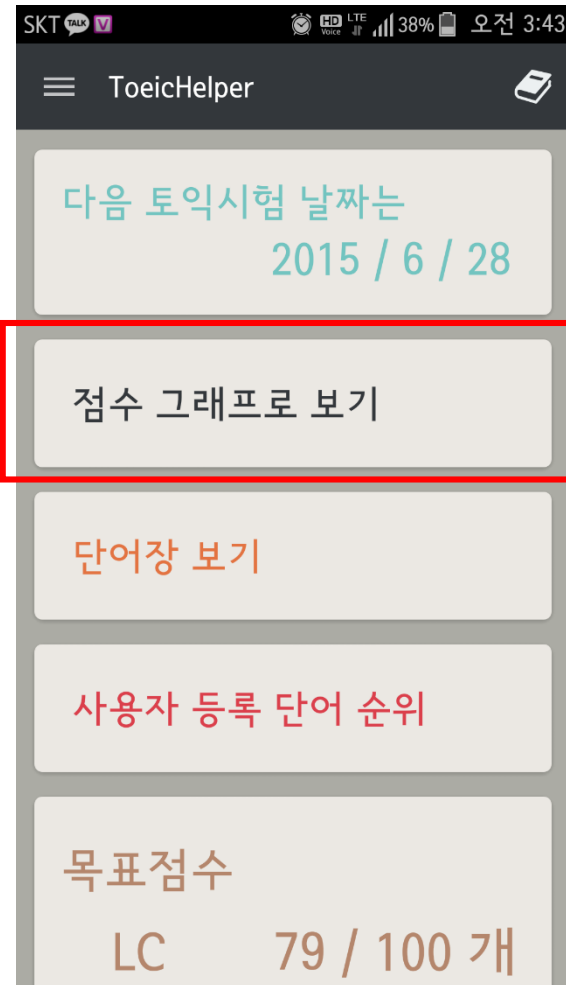 SKT TALK V HD Voice LTE 38% 오전 3:43
ToeicHelper
다음 토익시험 날짜는
2015 / 6 / 28
점수 그래프로 보기
단어장 보기
사용자 등록 단어 순위
목표점수
LC 79 / 100 개